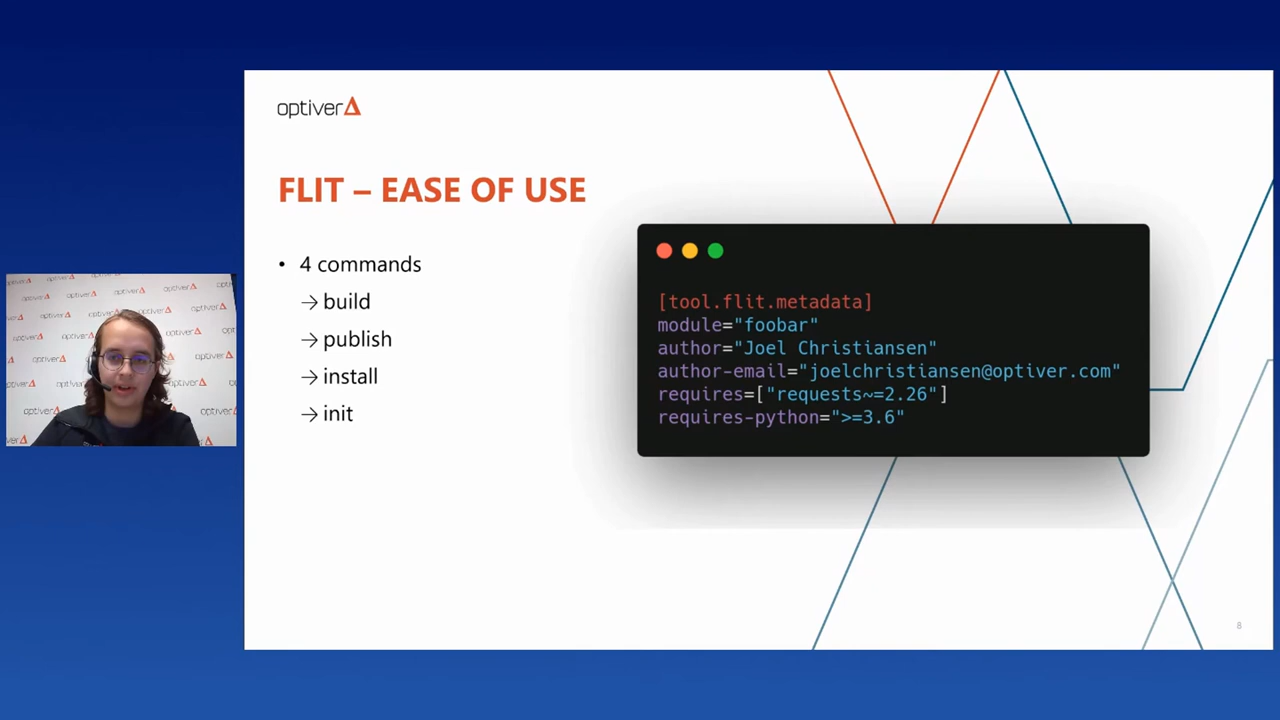 optiver
FLIT – EASE OF USE
• 4 commands
→ build
→ publish
→ install
→ init
[tool.flit.metadata]
module="foobar"
author="Joel Christiansen"
author-email="joelchristiansen@optiver.com"
requires=["requests~=2.26"]
requires-python=">=3.6"
8